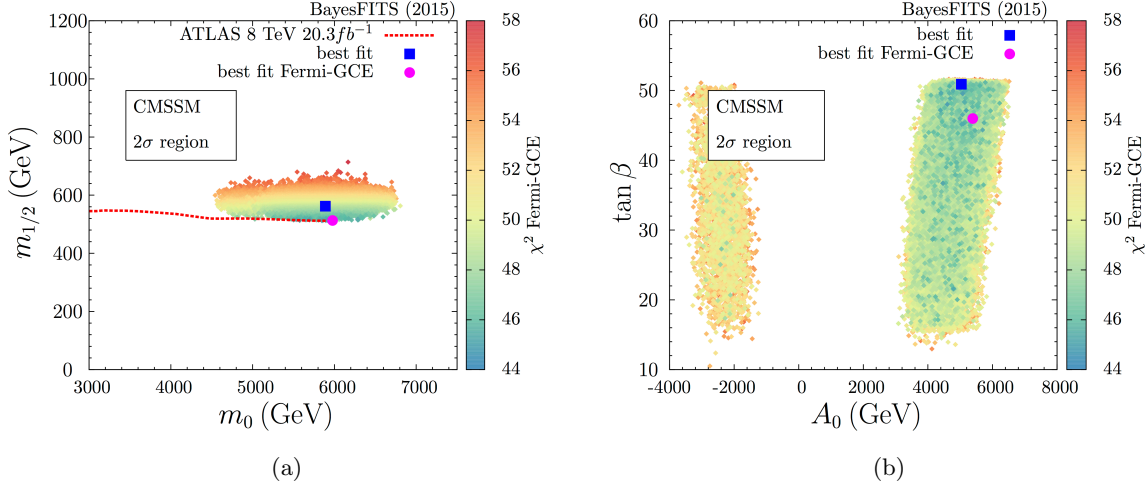 BayesFITS (2015)
ATLAS 8 TeV 20.3fb⁻¹
best fit
best fit Fermi-GCE
CMSSM
2σ region
m₁/₂ (GeV)
1200
1000
800
600
400
200
0
3000 4000 5000 6000 7000
m₀ (GeV)
58
56
54
52
50
48
46
44
χ² Fermi-GCE
(a)
BayesFITS (2015)
best fit
best fit Fermi-GCE
CMSSM
2σ region
tan β
60
50
40
30
20
10
-4000 -2000 0 2000 4000 6000 8000
A₀ (GeV)
58
56
54
52
50
48
46
44
χ² Fermi-GCE
(b)